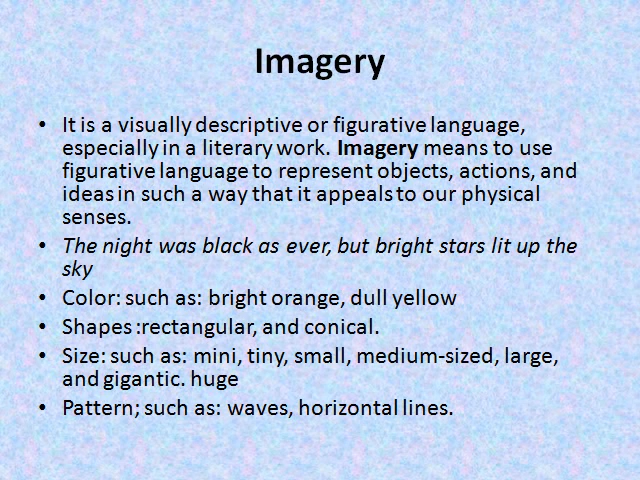 Imagery
• It is a visually descriptive or figurative language,
especially in a literary work. Imagery means to use
figurative language to represent objects, actions, and
ideas in such a way that it appeals to our physical
senses.
• The night was black as ever, but bright stars lit up the
sky
• Color: such as: bright orange, dull yellow
• Shapes :rectangular, and conical.
• Size: such as: mini, tiny, small, medium-sized, large,
and gigantic. huge
• Pattern; such as: waves, horizontal lines.